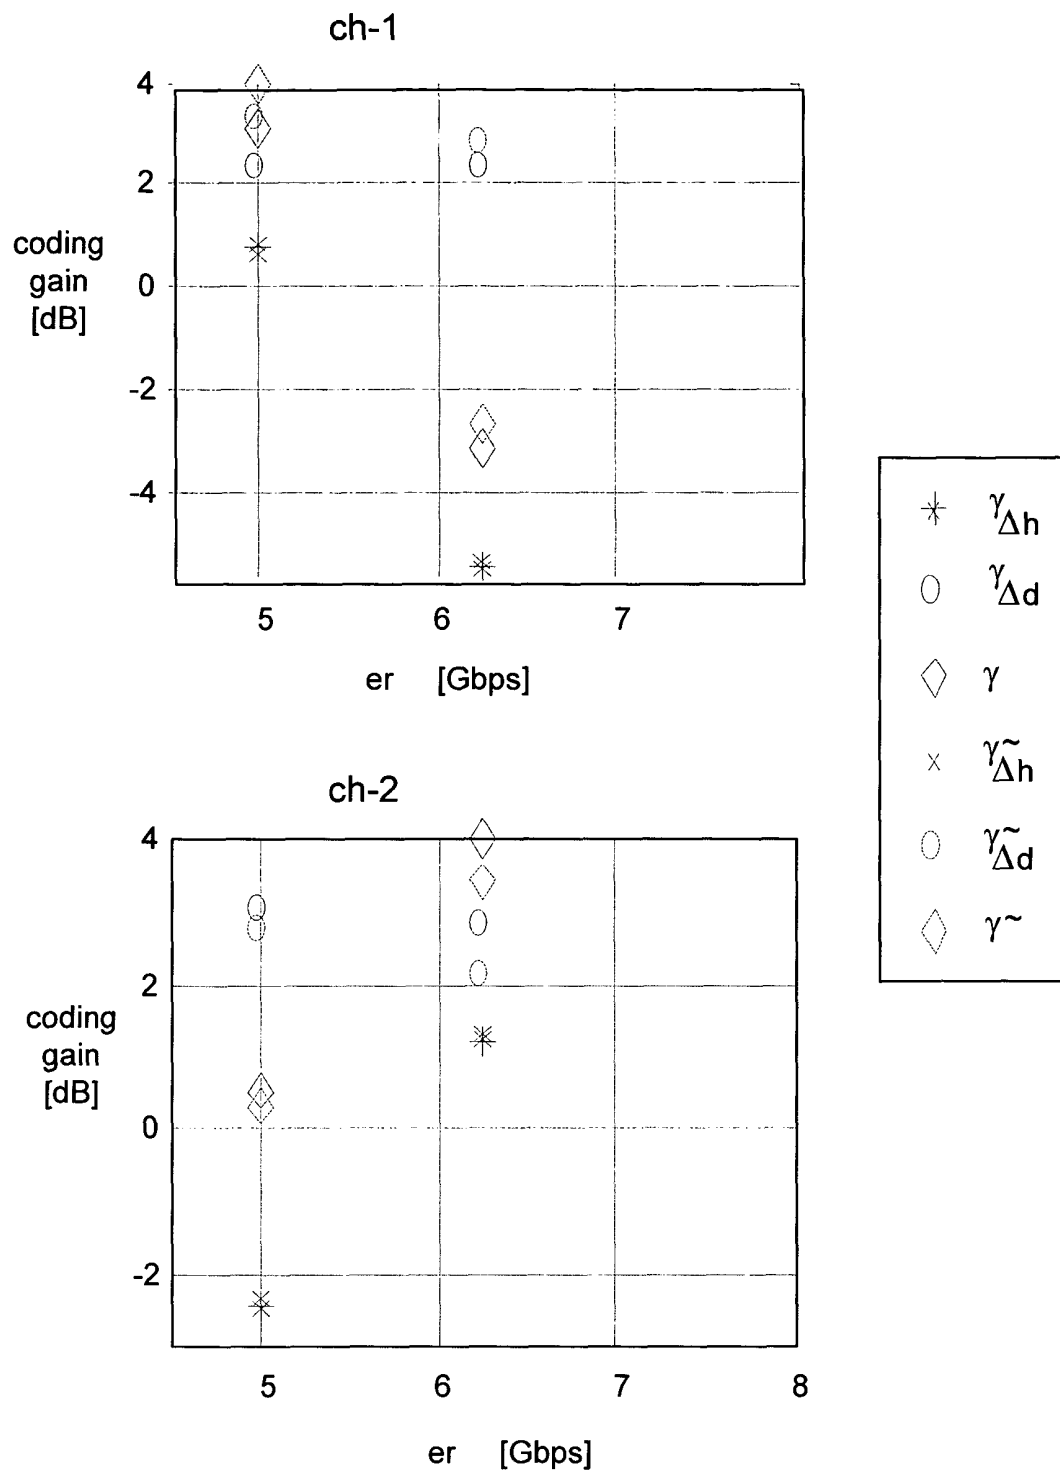 ch-1
4
2
0
-2
-4
coding
gain
[dB]
5 6 7
er [Gbps]
γΔh
γΔd
γ
γ~Δh
γ~Δd
γ~
ch-2
4
2
0
-2
coding
gain
[dB]
5 6 7 8
er [Gbps]